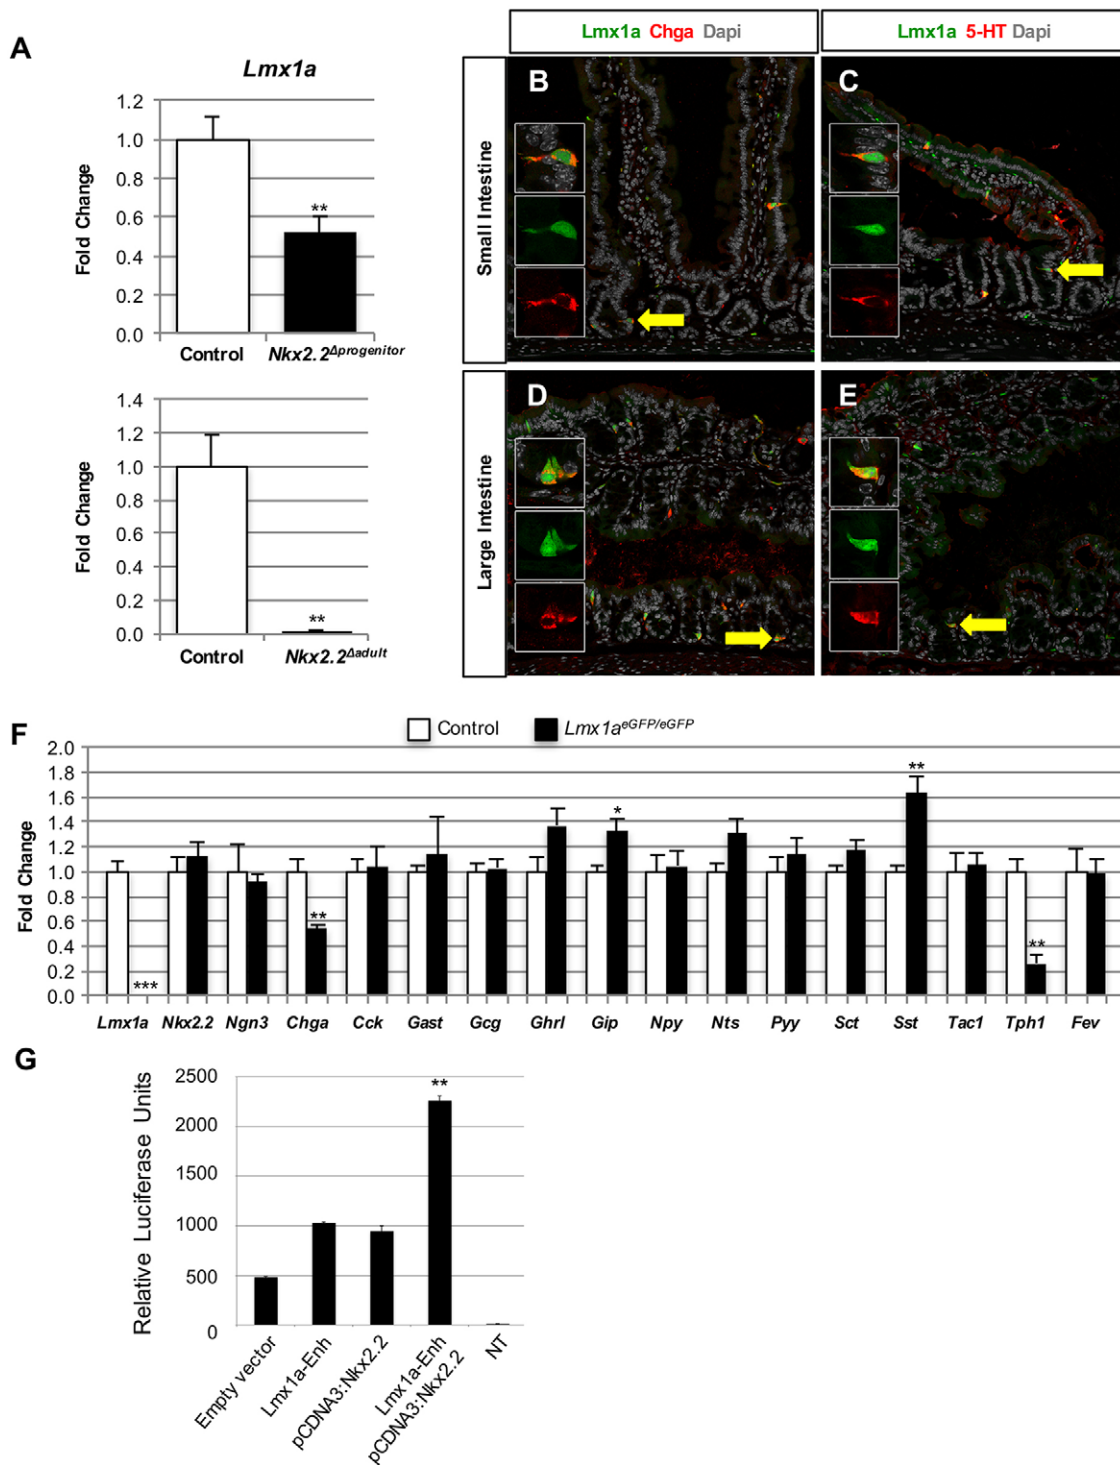 A
Lmx1a
Fold Change
1.2
1.0
0.8
0.6
0.4
0.2
0.0
**
Control
Nkx2.2Δprogenitor
Fold Change
1.4
1.2
1.0
0.8
0.6
0.4
0.2
0.0
**
Control
Nkx2.2Δadult
Lmx1a Chga Dapi
Lmx1a 5-HT Dapi
Small Intestine
B
C
Large Intestine
D
E
F
Control
Lmx1aeGFP/eGFP
Fold Change
2.0
1.8
1.6
1.4
1.2
1.0
0.8
0.6
0.4
0.2
0.0
***
**
*
**
**
Lmx1a Nkx2.2 Ngn3 Chga Cck Gast Gcg Ghrl Gip Npy Nts Pyy Sct Sst Tac1 Tph1 Fev
G
Relative Luciferase Units
2500
2000
1500
1000
500
0
**
Empty vector
Lmx1a-Enh
pCDNA3:Nkx2.2
Lmx1a-Enh
pCDNA3:Nkx2.2
NT